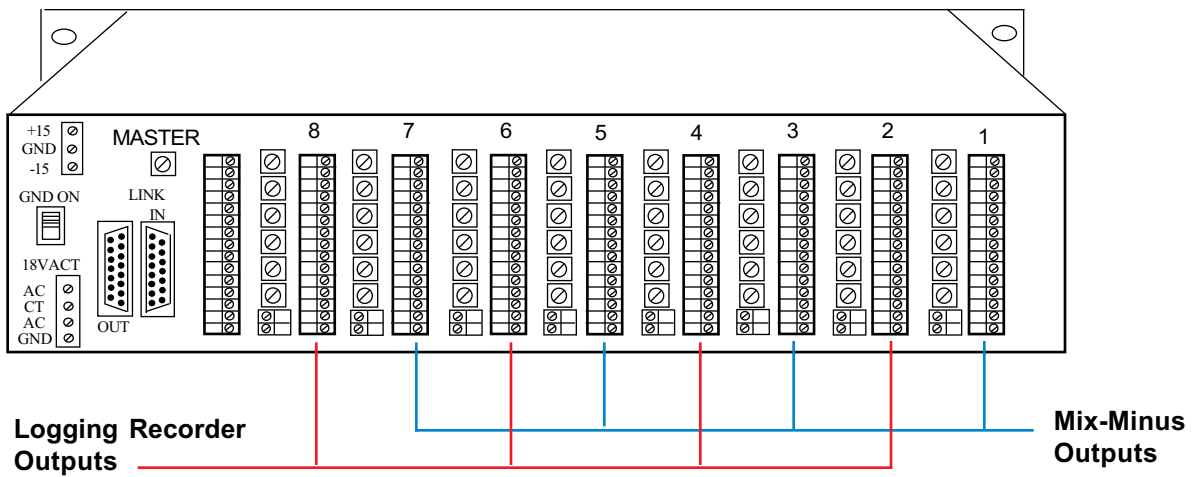 +15
GND
-15
MASTER
8 7 6 5 4 3 2 1
GND ON
LINK
IN
18VACT
AC
CT
AC
GND
OUT
Logging Recorder
Outputs
Mix-Minus
Outputs